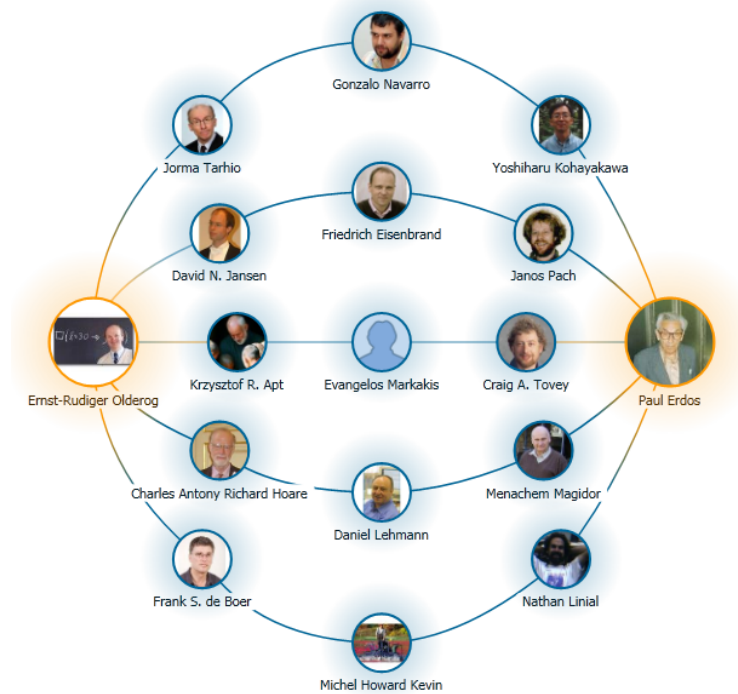 Gonzalo Navarro
Jorma Tarhio
Yoshiharu Kohayakawa
Friedrich Eisenbrand
David N. Jansen
Janos Pach
Krzysztof R. Apt
Evangelos Markakis
Craig A. Tovey
Ernst-Rudiger Olderog
Paul Erdos
Charles Antony Richard Hoare
Menachem Magidor
Daniel Lehmann
Frank S. de Boer
Nathan Linial
Michel Howard Kevin